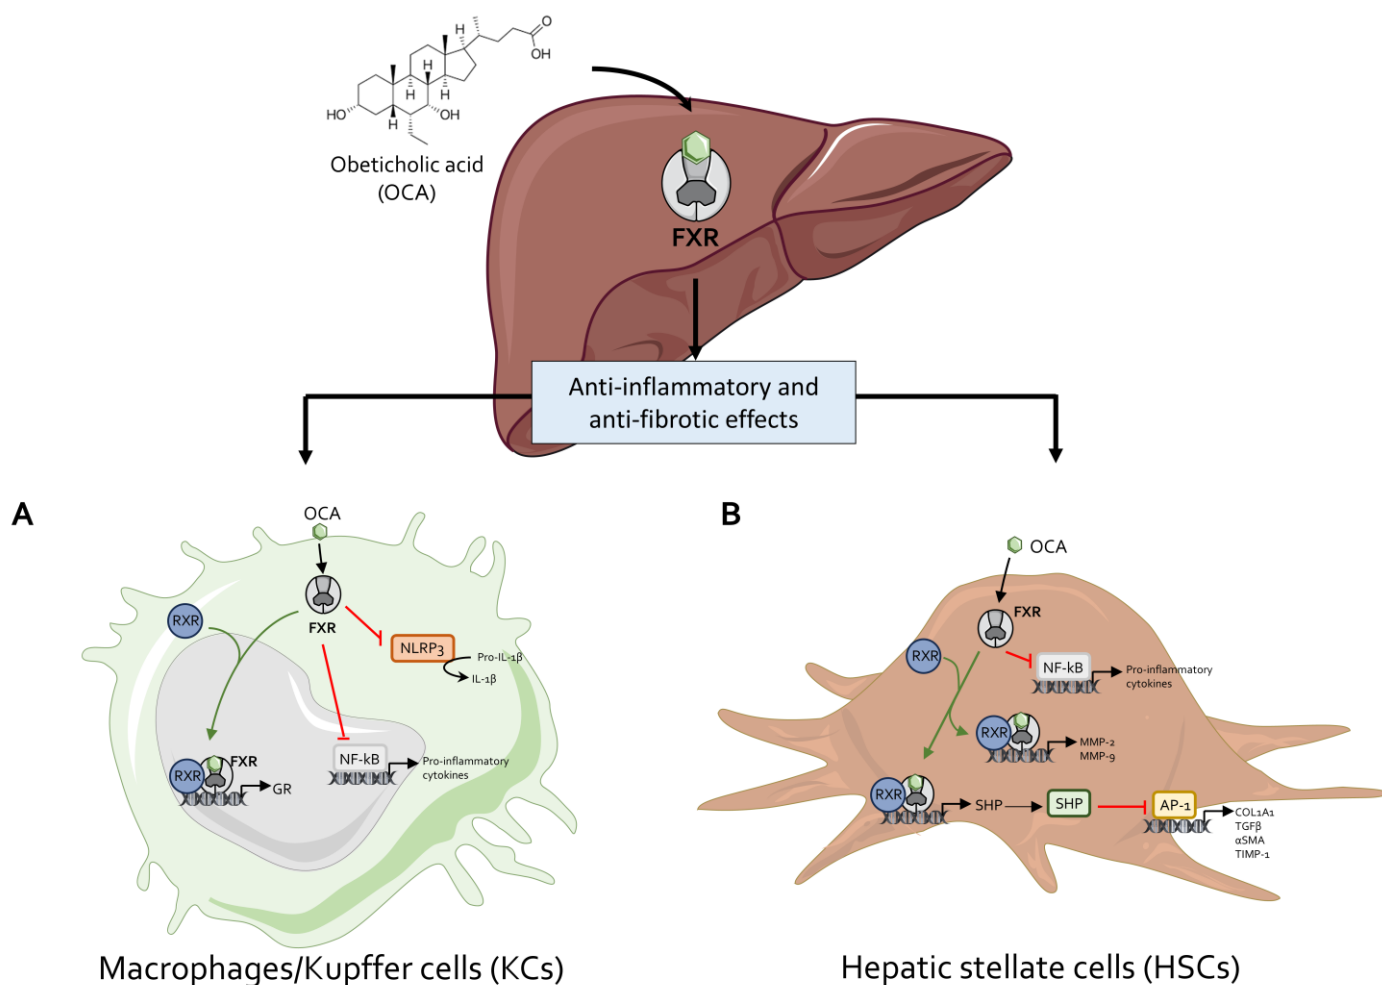 H
O
OH
H
H
H
HO
OH
H
Obeticholic acid
(OCA)
FXR
Anti-inflammatory and
anti-fibrotic effects
A
OCA
RXR
FXR
NLRP3
Pro-IL-1β
IL-1β
FXR
RXR
GR
NF-kB
Pro-inflammatory
cytokines
Macrophages/Kupffer cells (KCs)
B
OCA
FXR
RXR
NF-kB
Pro-inflammatory
cytokines
RXR
MMP-2
MMP-9
RXR
SHP
SHP
AP-1
COL1A1
TGFβ
αSMA
TIMP-1
Hepatic stellate cells (HSCs)